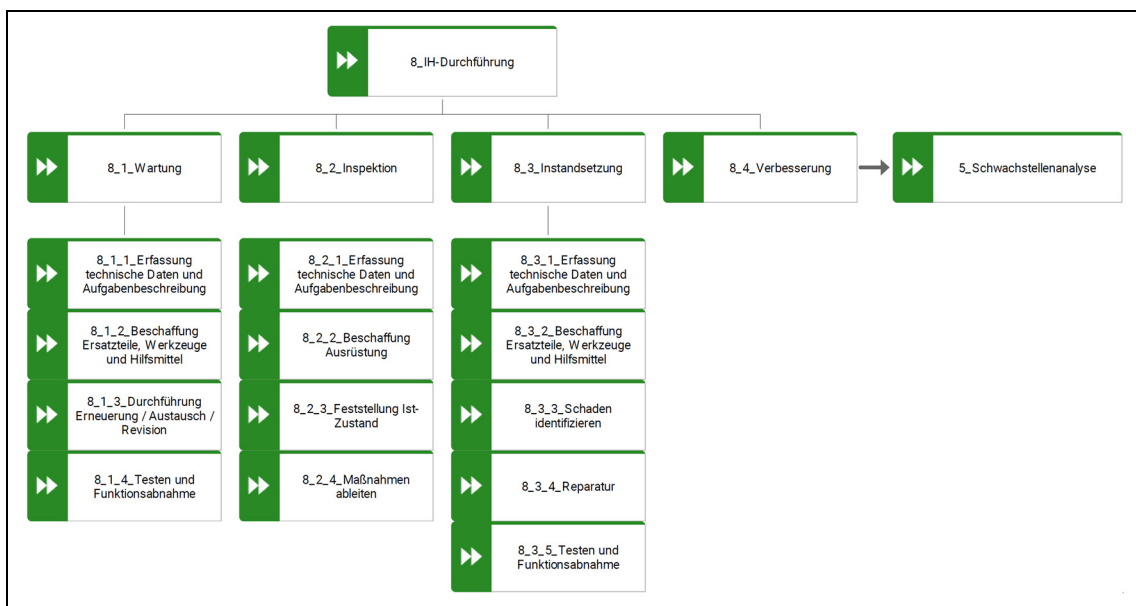 8_IH-Durchführung
8_1_Wartung
8_2_Inspektion
8_3_Instandsetzung
8_4_Verbesserung
5_Schwachstellenanalyse
8_1_1_Erfassung
technische Daten und
Aufgabenbeschreibung
8_1_2_Beschaffung
Ersatzteile, Werkzeuge
und Hilfsmittel
8_1_3_Durchführung
Erneuerung / Austausch /
Revision
8_1_4_Testen und
Funktionsabnahme
8_2_1_Erfassung
technische Daten und
Aufgabenbeschreibung
8_2_2_Beschaffung
Ausrüstung
8_2_3_Feststellung Ist-
Zustand
8_2_4_Maßnahmen
ableiten
8_3_1_Erfassung
technische Daten und
Aufgabenbeschreibung
8_3_2_Beschaffung
Ersatzteile, Werkzeuge
und Hilfsmittel
8_3_3_Schaden
identifizieren
8_3_4_Reparatur
8_3_5_Testen und
Funktionsabnahme